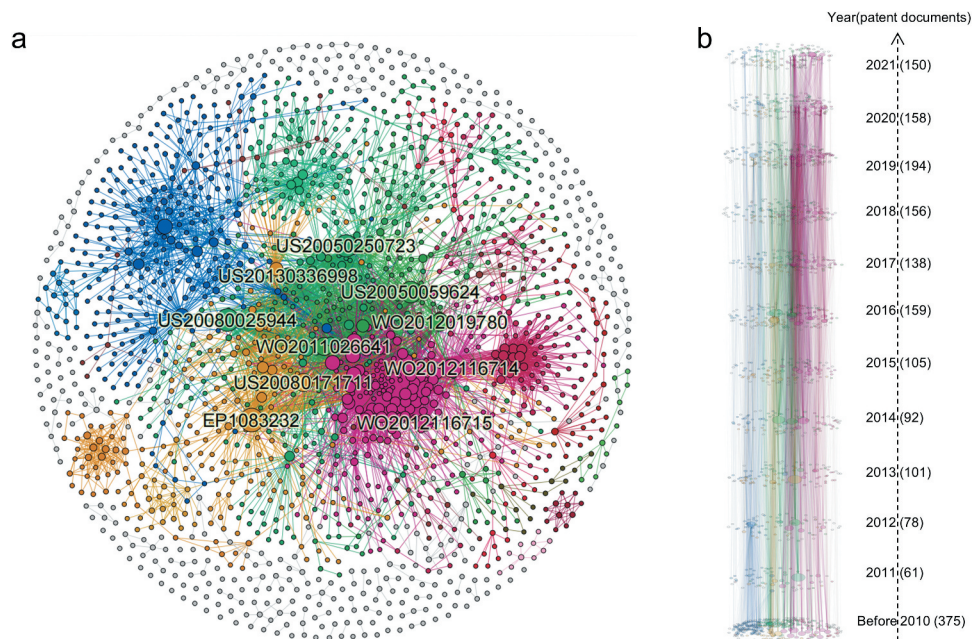 a
US20050250723
US20130336998
US20050059624
US20080025944
WO2012019780
WO2011026641
WO2012116714
US20080171711
EP1083232
WO2012116715
b
Year(patent documents)
2021 (150)
2020 (158)
2019 (194)
2018 (156)
2017 (138)
2016 (159)
2015 (105)
2014 (92)
2013 (101)
2012 (78)
2011 (61)
Before 2010 (375)